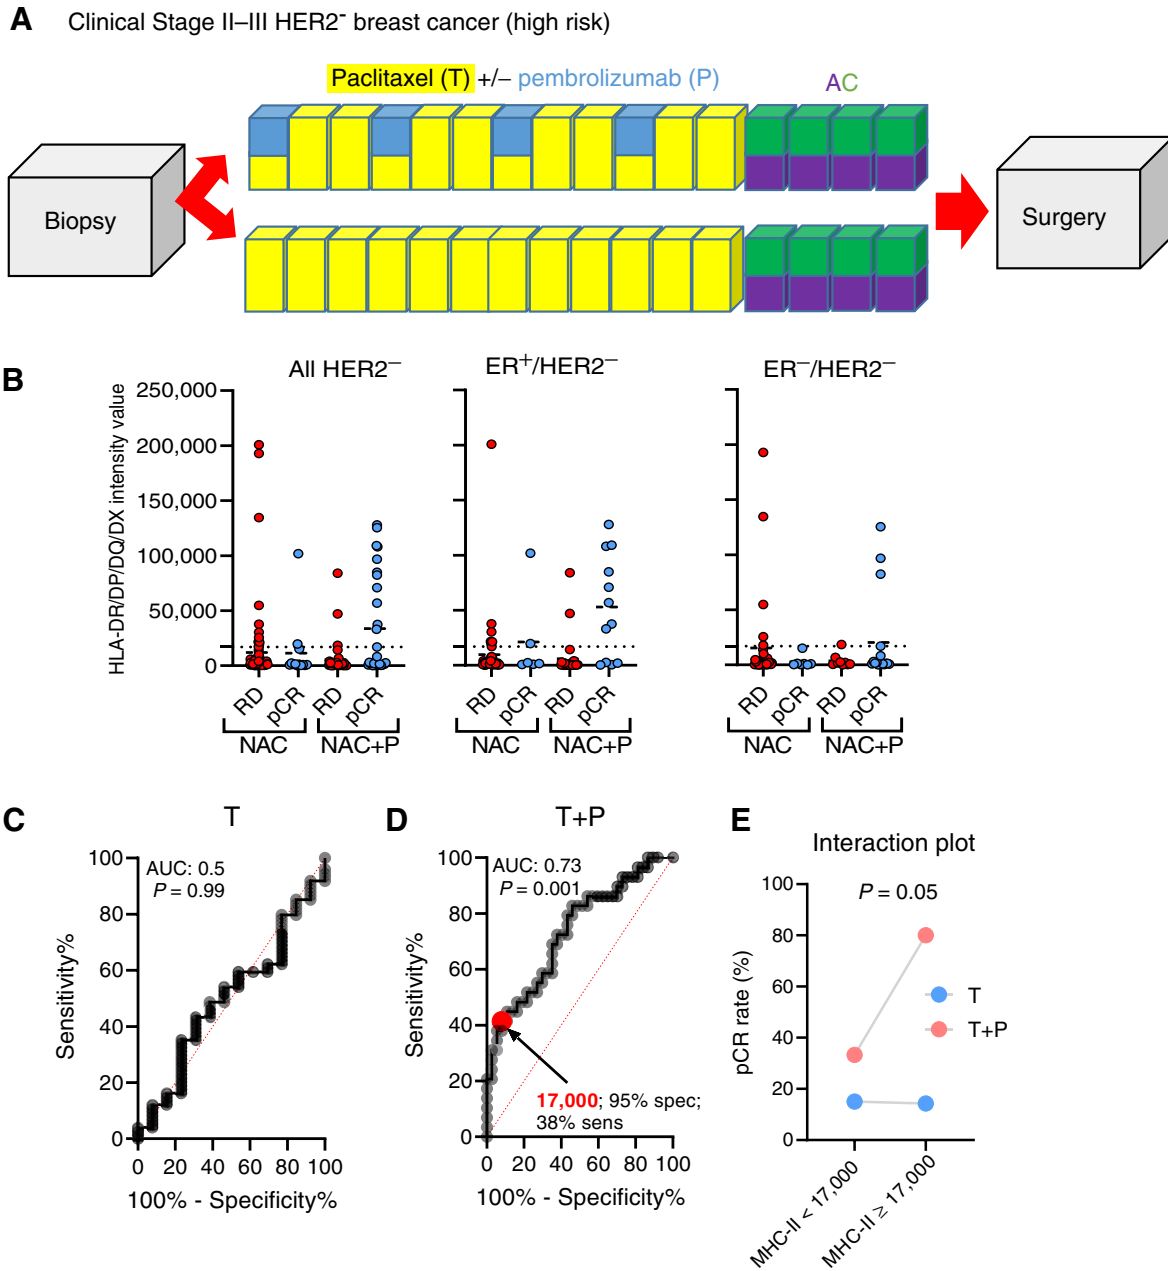 A Clinical Stage II–III HER2- breast cancer (high risk)
Paclitaxel (T) +/– pembrolizumab (P)
AC
Biopsy
Surgery
B
All HER2—
ER+/HER2—
ER—/HER2—
HLA-DR/DP/DQ/DX intensity value
250,000
200,000
150,000
100,000
50,000
0
RD pCR RD pCR
NAC NAC+P
RD pCR RD pCR
NAC NAC+P
RD pCR RD pCR
NAC NAC+P
C
T
AUC: 0.5
P = 0.99
Sensitivity%
100
80
60
40
20
0
0 20 40 60 80 100
100% - Specificity%
D
T+P
AUC: 0.73
P = 0.001
Sensitivity%
100
80
60
40
20
0
17,000; 95% spec;
38% sens
0 20 40 60 80 100
100% - Specificity%
E
Interaction plot
P = 0.05
pCR rate (%)
100
80
60
40
20
0
T
T+P
MHC-II < 17,000
MHC-II ≥ 17,000